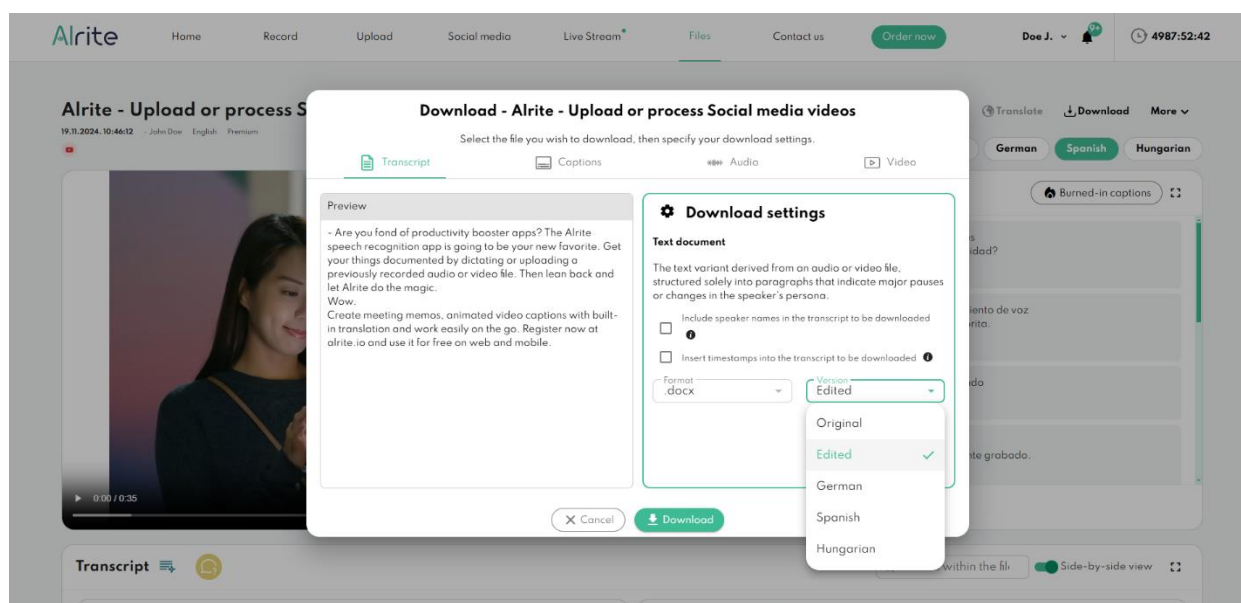 Alrite
Home
Record
Upload
Social media
Live Stream
Files
Contact us
Order now
Doe J.
9+
4987:52:42
Alrite - Upload or process S
19.11.2024. 10:46:12 - John Doe English Premium
Translate
Download
More
German
Spanish
Hungarian
Burned-in captions
Download - Alrite - Upload or process Social media videos
Select the file you wish to download, then specify your download settings.
Transcript
Captions
Audio
Video
Preview
- Are you fond of productivity booster apps? The Alrite
speech recognition app is going to be your new favorite. Get
your things documented by dictating or uploading a
previously recorded audio or video file. Then lean back and
let Alrite do the magic.
Wow.
Create meeting memos, animated video captions with built-
in translation and work easily on the go. Register now at
alrite.io and use it for free on web and mobile.
Download settings
Text document
The text variant derived from an audio or video file,
structured solely into paragraphs that indicate major pauses
or changes in the speaker's persona.
Include speaker names in the transcript to be downloaded
Insert timestamps into the transcript to be downloaded
Format
.docx
Version
Edited
Original
Edited
German
Spanish
Hungarian
Cancel
Download
idad?
iento de voz
rita.
do
te grabado.
0:00 / 0:35
Transcript
within the fil
Side-by-side view